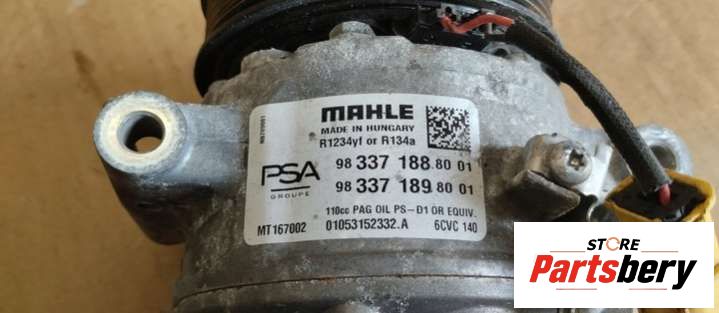 MAHLE
MADE IN HUNGARY
R1234yf or R134a
PSA
GROUPE
98 337 188 80 01
98 337 189 80 01
110cc PAG OIL PS-D1 OR EQUIV.
MT167002 01053152332.A 6CVC 140
STORE
Partsbery